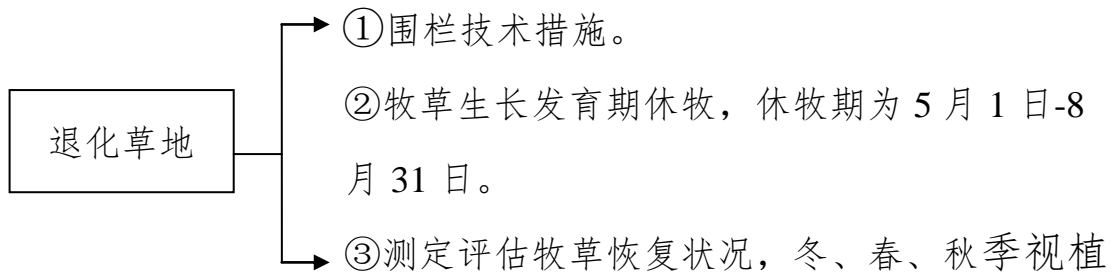 ①围栏技术措施。
退化草地
②牧草生长发育期休牧，休牧期为 5 月 1 日-8
月 31 日。
③测定评估牧草恢复状况，冬、春、秋季视植